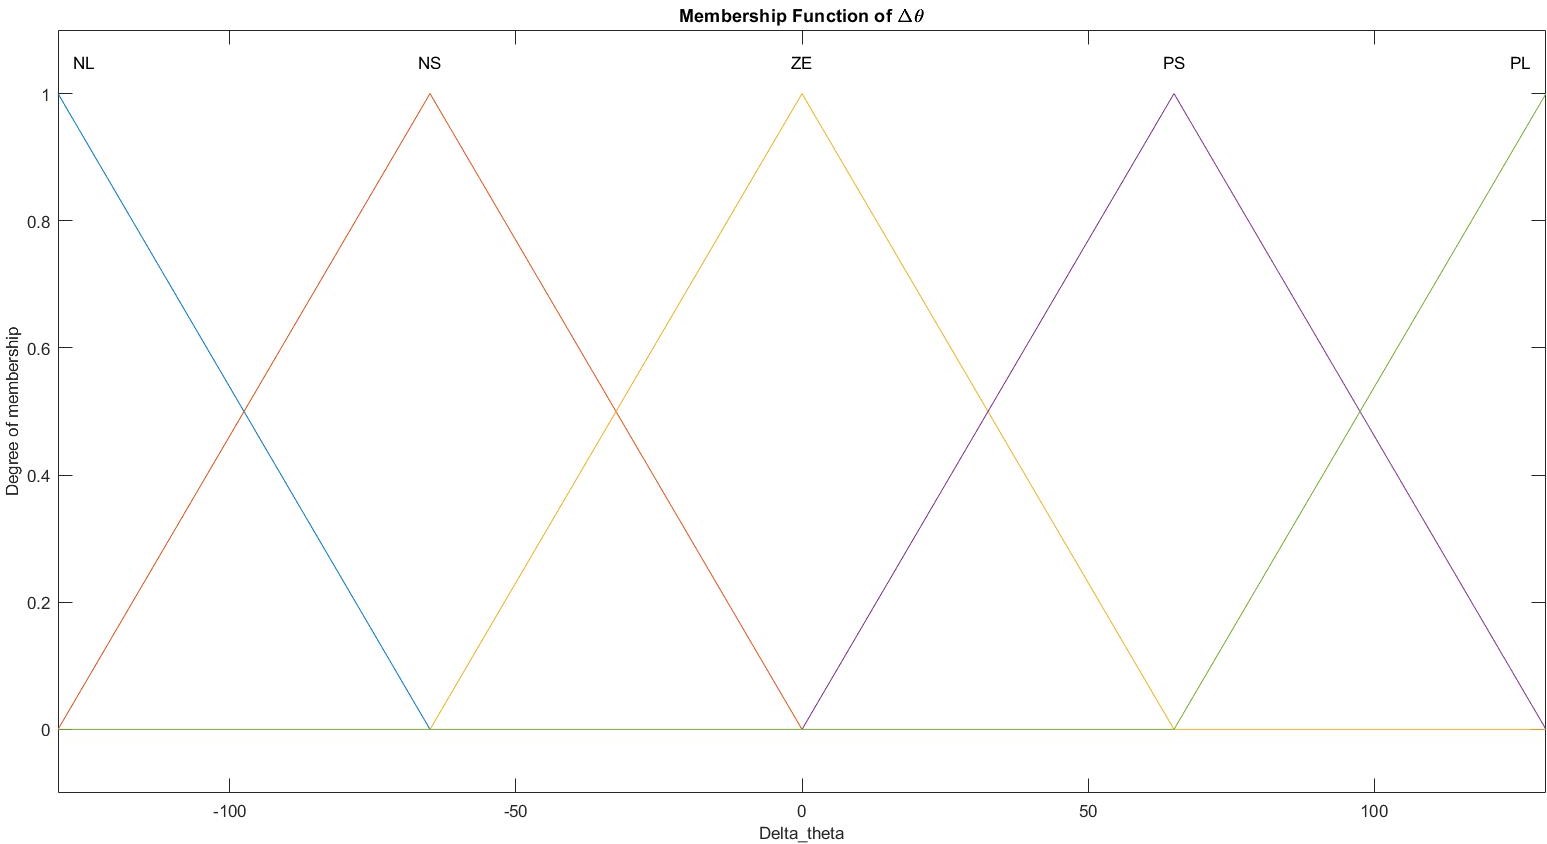 Membership Function of Δθ
NL NS ZE PS PL
1
0.8
0.6
0.4
0.2
0
Degree of membership
-100 -50 0 50 100
Delta_theta